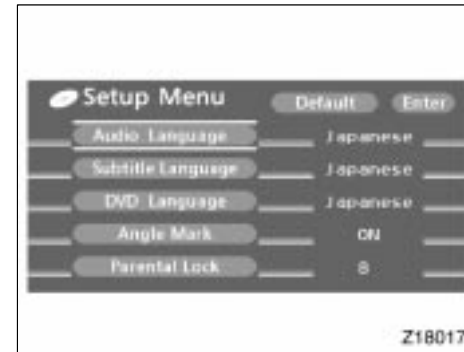 Setup Menu Default Enter
Audio Language Japanese
Subtitle Language Japanese
DVD Language Japanese
Angle Mark ON
Parental Lock 8
Z18017